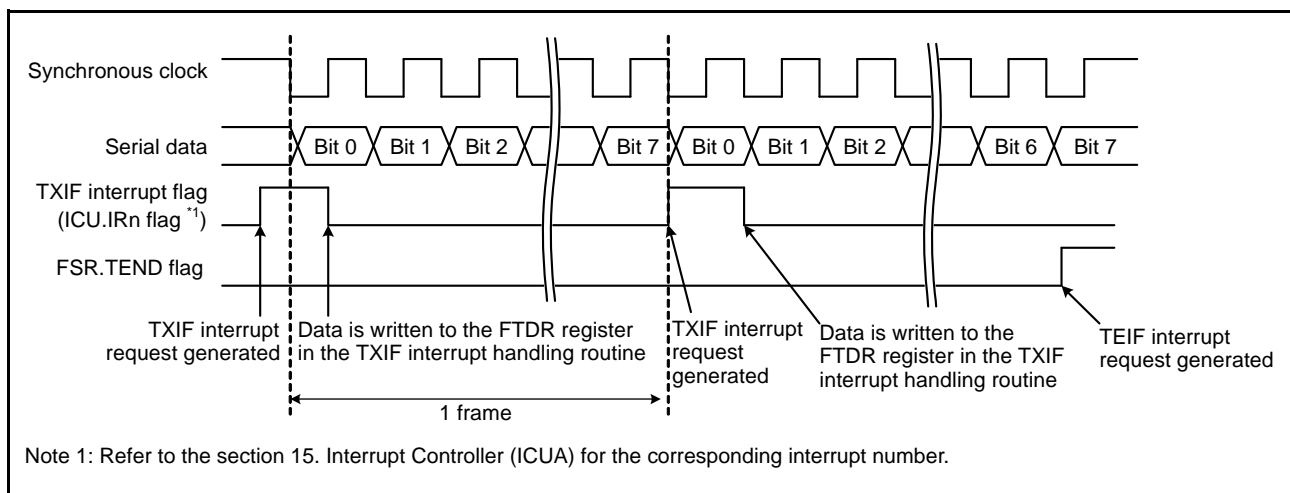 Synchronous clock
Serial data
Bit 0 Bit 1 Bit 2 Bit 7 Bit 0 Bit 1 Bit 2 Bit 6 Bit 7
TXIF interrupt flag
(ICU.IRn flag *1)
FSR.TEND flag
TXIF interrupt
request generated
Data is written to the FTDR register
in the TXIF interrupt handling routine
TXIF interrupt
request
generated
Data is written to the
FTDR register in the TXIF
interrupt handling routine
TEIF interrupt
request generated
1 frame
Note 1: Refer to the section 15. Interrupt Controller (ICUA) for the corresponding interrupt number.